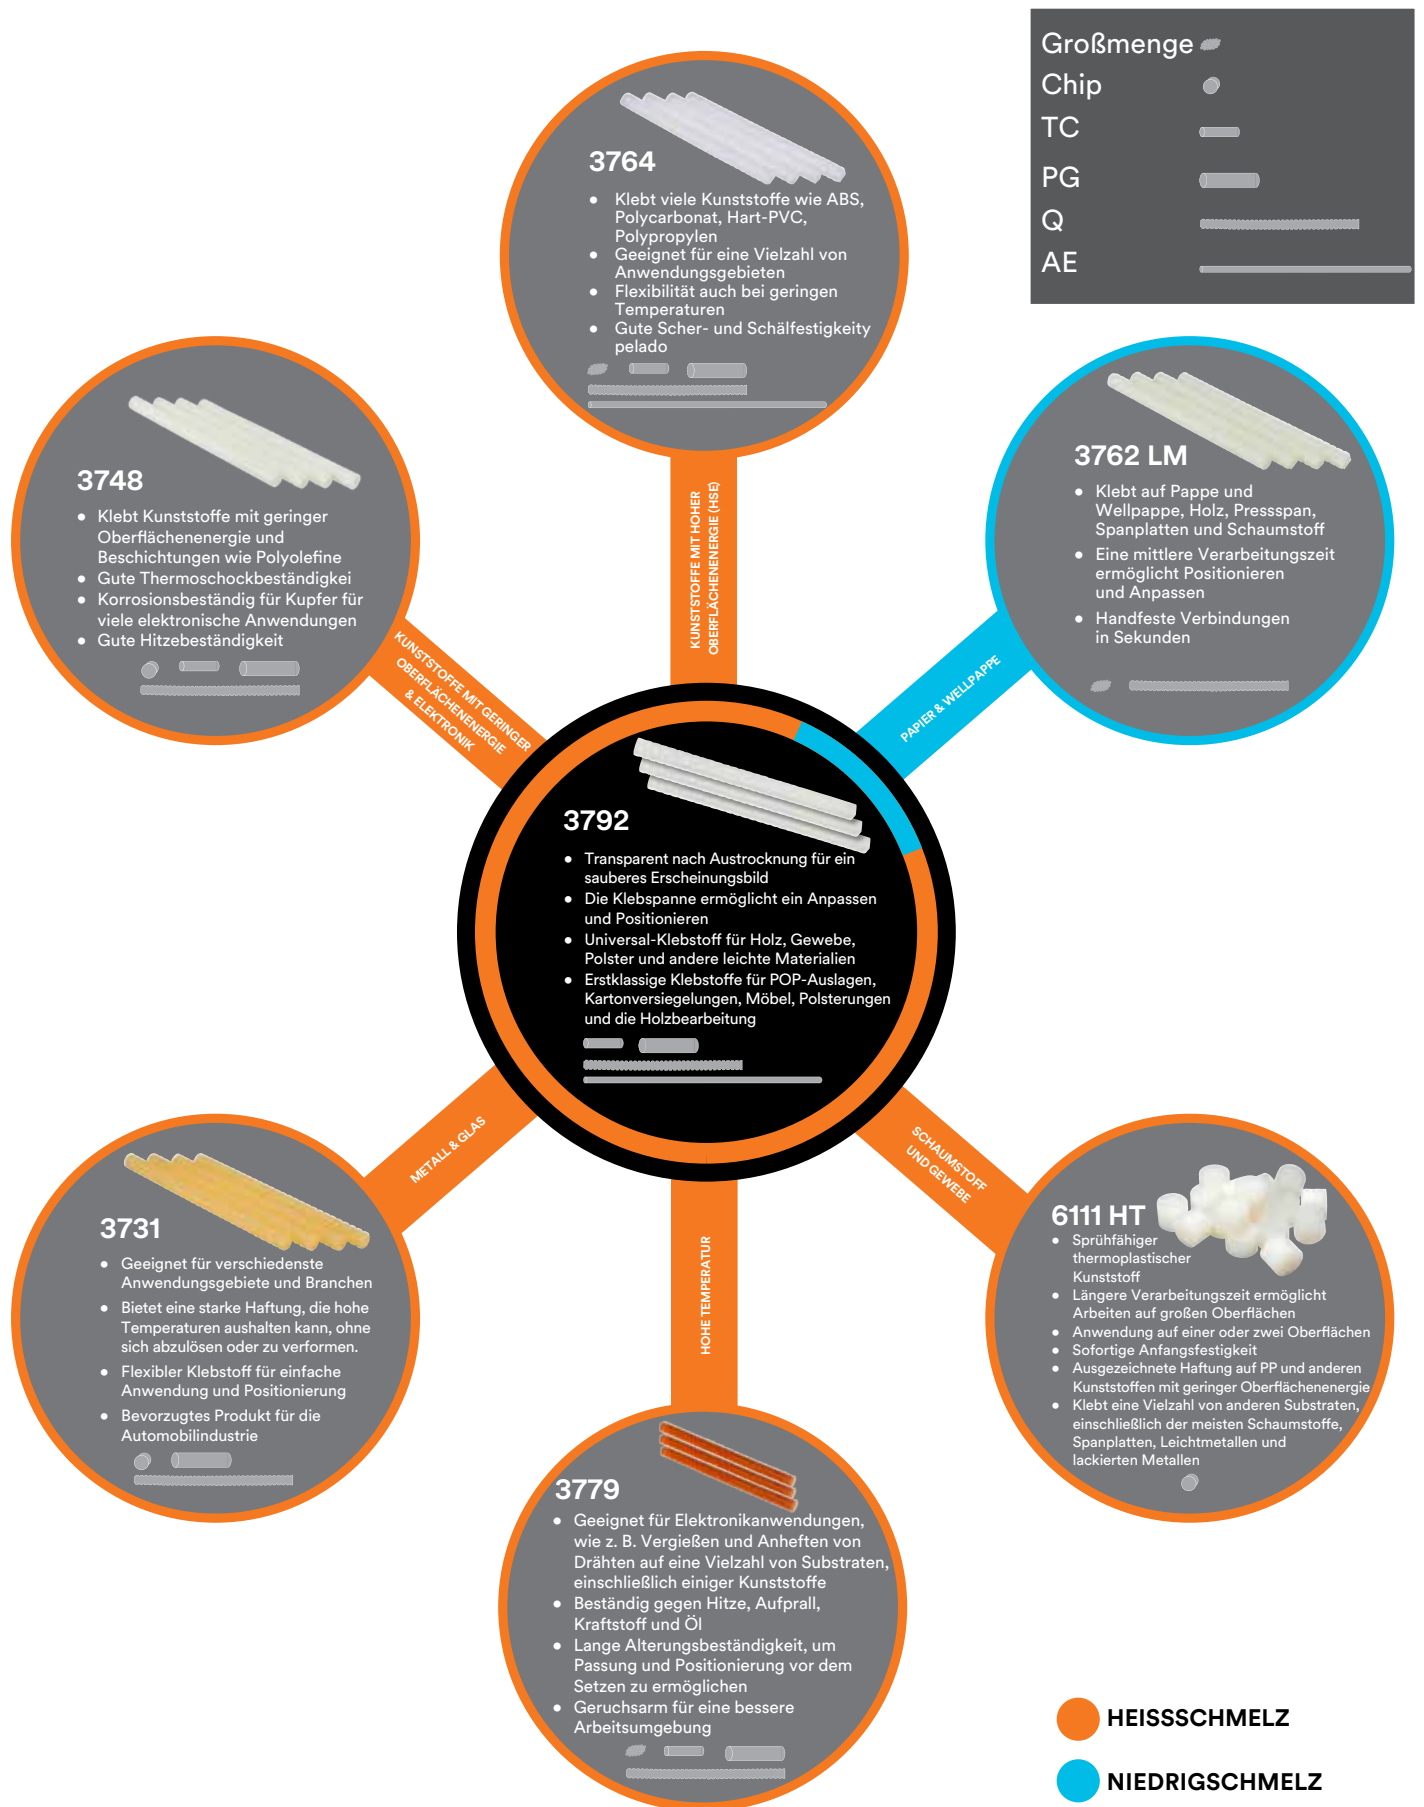 Großmenge
Chip
TC
PG
Q
AE
3764
• Klebt viele Kunststoffe wie ABS,
Polycarbonat, Hart-PVC,
Polypropylen
• Geeignet für eine Vielzahl von
Anwendungsgebieten
• Flexibilität auch bei geringen
Temperaturen
• Gute Scher- und Schälfestigkeity
pelado
3748
• Klebt Kunststoffe mit geringer
Oberflächenenergie und
Beschichtungen wie Polyolefine
• Gute Thermoschockbeständigkei
• Korrosionsbeständig für Kupfer für
viele elektronische Anwendungen
• Gute Hitzebeständigkeit
3762 LM
• Klebt auf Pappe und
Wellpappe, Holz, Pressspan,
Spanplatten und Schaumstoff
• Eine mittlere Verarbeitungszeit
ermöglicht Positionieren
und Anpassen
• Handfeste Verbindungen
in Sekunden
KUNSTSTOFFE MIT GERINGER
OBERFLÄCHENENERGIE
& ELEKTRONIK
KUNSTSTOFFE MIT HOHER
OBERFLÄCHENENERGIE (HSE)
PAPIER & WELLPAPPE
3792
• Transparent nach Austrocknung für ein
sauberes Erscheinungsbild
• Die Klebspanne ermöglicht ein Anpassen
und Positionieren
• Universal-Klebstoff für Holz, Gewebe,
Polster und andere leichte Materialien
• Erstklassige Klebstoffe für POP-Auslagen,
Kartonversiegelungen, Möbel, Polsterungen
und die Holzbearbeitung
METALL & GLAS
HOHE TEMPERATUR
SCHAUMSTOFF
UND GEWEBE
3731
• Geeignet für verschiedenste
Anwendungsgebiete und Branchen
• Bietet eine starke Haftung, die hohe
Temperaturen aushalten kann, ohne
sich abzulösen oder zu verformen.
• Flexibler Klebstoff für einfache
Anwendung und Positionierung
• Bevorzugtes Produkt für die
Automobilindustrie
6111 HT
• Sprühfähiger
thermoplastischer
Kunststoff
• Längere Verarbeitungszeit ermöglicht
Arbeiten auf großen Oberflächen
• Anwendung auf einer oder zwei Oberflächen
• Sofortige Anfangsfestigkeit
• Ausgezeichnete Haftung auf PP und anderen
Kunststoffen mit geringer Oberflächenenergie
• Klebt eine Vielzahl von anderen Substraten,
einschließlich der meisten Schaumstoffe,
Spanplatten, Leichtmetallen und
lackierten Metallen
3779
• Geeignet für Elektronikanwendungen,
wie z. B. Vergießen und Anheften von
Drähten auf eine Vielzahl von Substraten,
einschließlich einiger Kunststoffe
• Beständig gegen Hitze, Aufprall,
Kraftstoff und Öl
• Lange Alterungsbeständigkeit, um
Passung und Positionierung vor dem
Setzen zu ermöglichen
• Geruchsarm für eine bessere
Arbeitsumgebung
HEISSSCHMELZ
NIEDRIGSCHMELZ